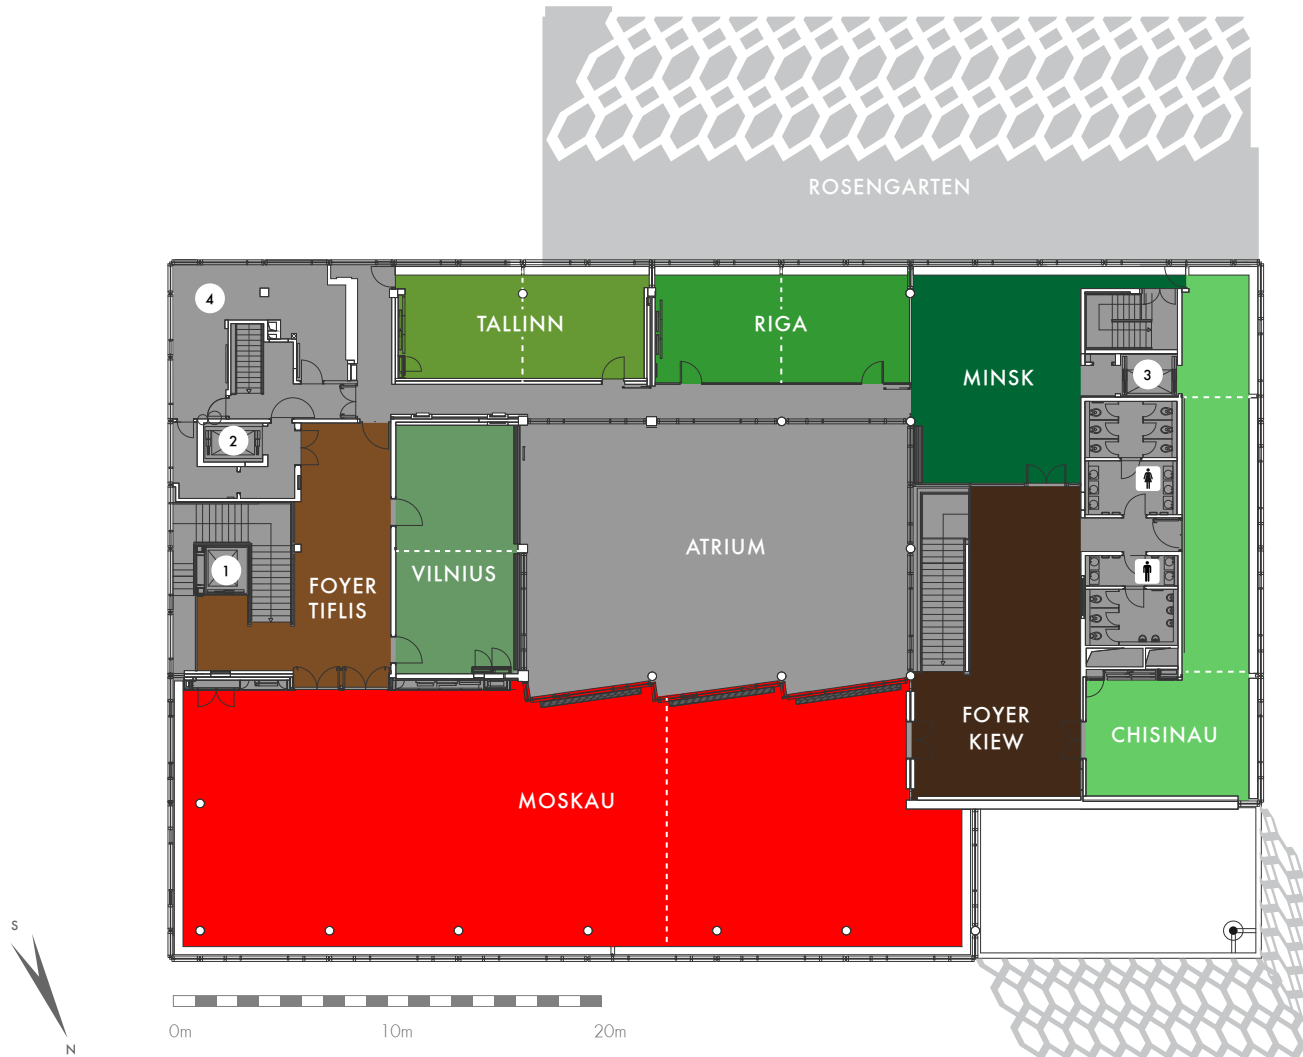 ROSENGARTEN
4
TALLINN
RIGA
MINSK
3
2
ATRIUM
1
FOYER
TIFLIS
VILNIUS
FOYER
KIEW
CHISINAU
MOSKAU
S
N
0m
10m
20m